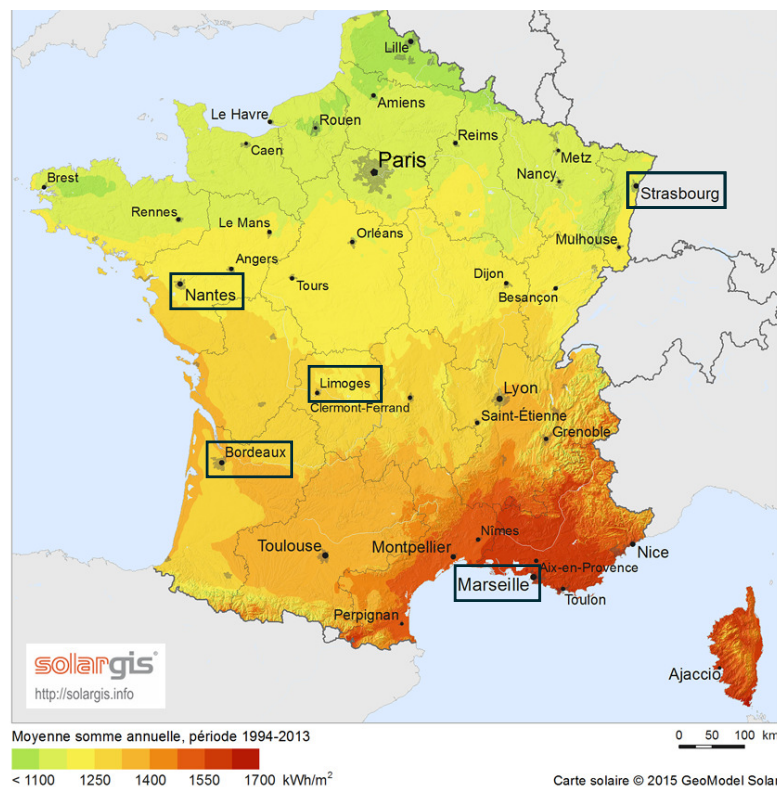 Lille
Amiens
Le Havre
Rouen
Reims
Caen
Metz
Paris
Nancy
Brest
Strasbourg
Rennes
Le Mans
Orléans
Mulhouse
Angers
Dijon
Tours
Besançon
Nantes
Limoges
Lyon
Clermont-Ferrand
Saint-Étienne
Grenoble
Bordeaux
Nîmes
Toulouse
Montpellier
Nice
Aix-en-Provence
Marseille
Toulon
Perpignan
Ajaccio
solargis
http://solargis.info
Moyenne somme annuelle, période 1994-2013
0 50 100 km
< 1100 1250 1400 1550 1700 kWh/m²
Carte solaire © 2015 GeoModel Solar